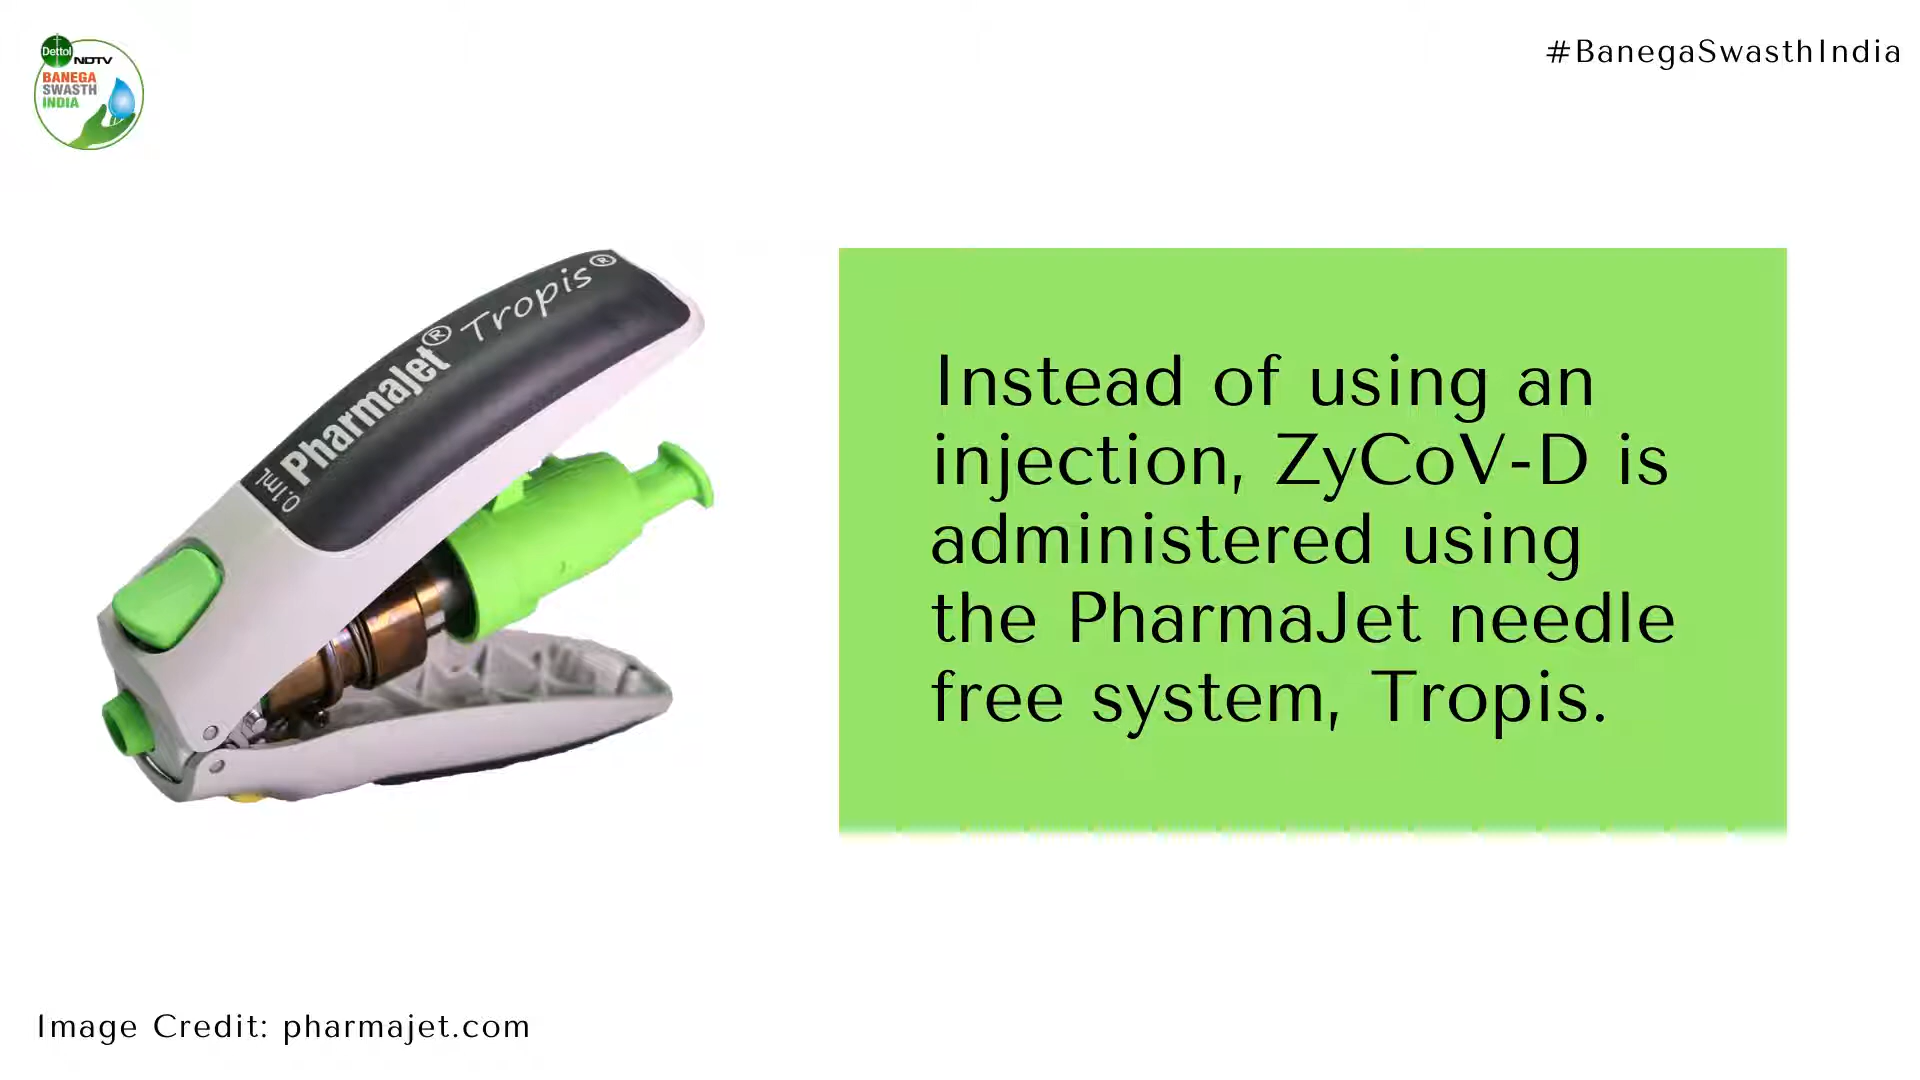 Dettol
NDTV
BANEGA
SWASTH
INDIA
#BanegaSwasthIndia
0.1mL PharmaJet® Tropis®
Instead of using an
injection, ZyCoV-D is
administered using
the PharmaJet needle
free system, Tropis.
Image Credit: pharmajet.com